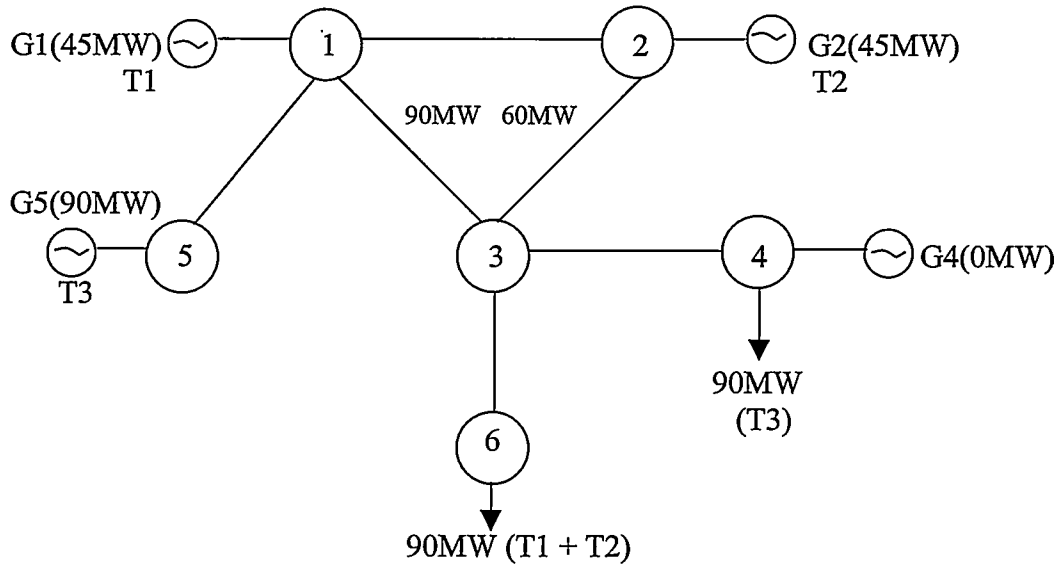 G1(45MW)
T1
1
2
G2(45MW)
T2
90MW 60MW
G5(90MW)
T3
5
3
4
G4(0MW)
90MW
(T3)
6
90MW (T1 + T2)